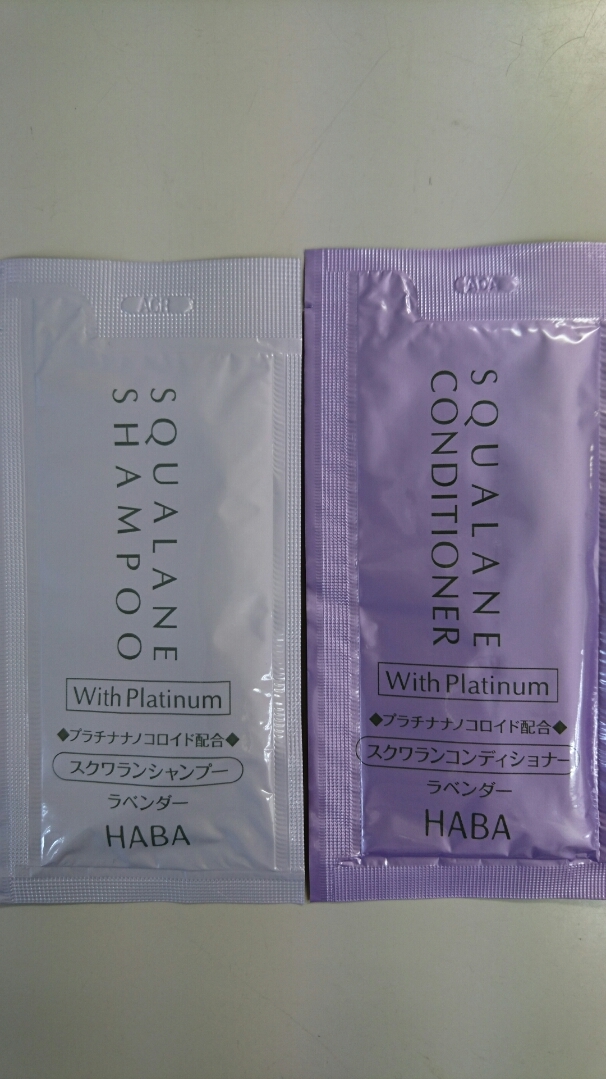 AGH
SQUALANE
SHAMPOO
With Platinum
◆プラチナナノコロイド配合◆
スクワランシャンプー
ラベンダー
HABA
SQUALANE
CONDITIONER
With Platinum
◆プラチナナノコロイド配合◆
スクワランコンディショナー
ラベンダー
HABA